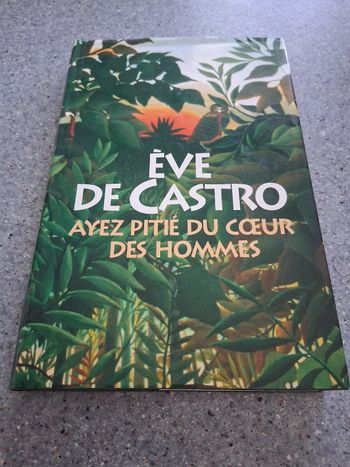 ÈVE
DE CASTRO
AYEZ PITIÉ DU CŒUR
DES HOMMES